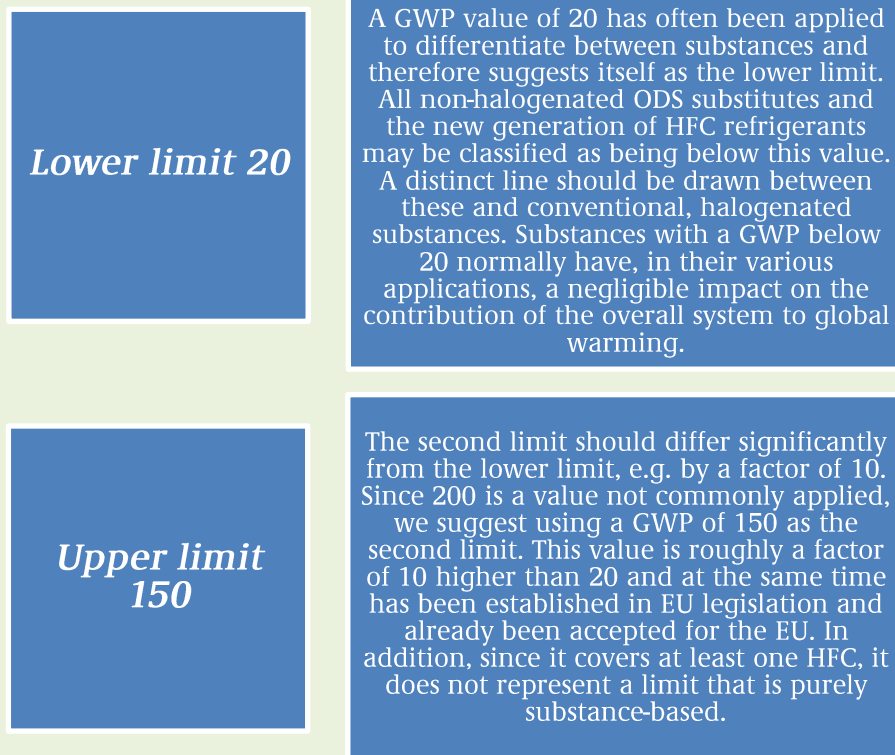 Lower limit 20
A GWP value of 20 has often been applied
to differentiate between substances and
therefore suggests itself as the lower limit.
All non-halogenated ODS substitutes and
the new generation of HFC refrigerants
may be classified as being below this value.
A distinct line should be drawn between
these and conventional, halogenated
substances. Substances with a GWP below
20 normally have, in their various
applications, a negligible impact on the
contribution of the overall system to global
warming.
Upper limit
150
The second limit should differ significantly
from the lower limit, e.g. by a factor of 10.
Since 200 is a value not commonly applied,
we suggest using a GWP of 150 as the
second limit. This value is roughly a factor
of 10 higher than 20 and at the same time
has been established in EU legislation and
already been accepted for the EU. In
addition, since it covers at least one HFC, it
does not represent a limit that is purely
substance-based.